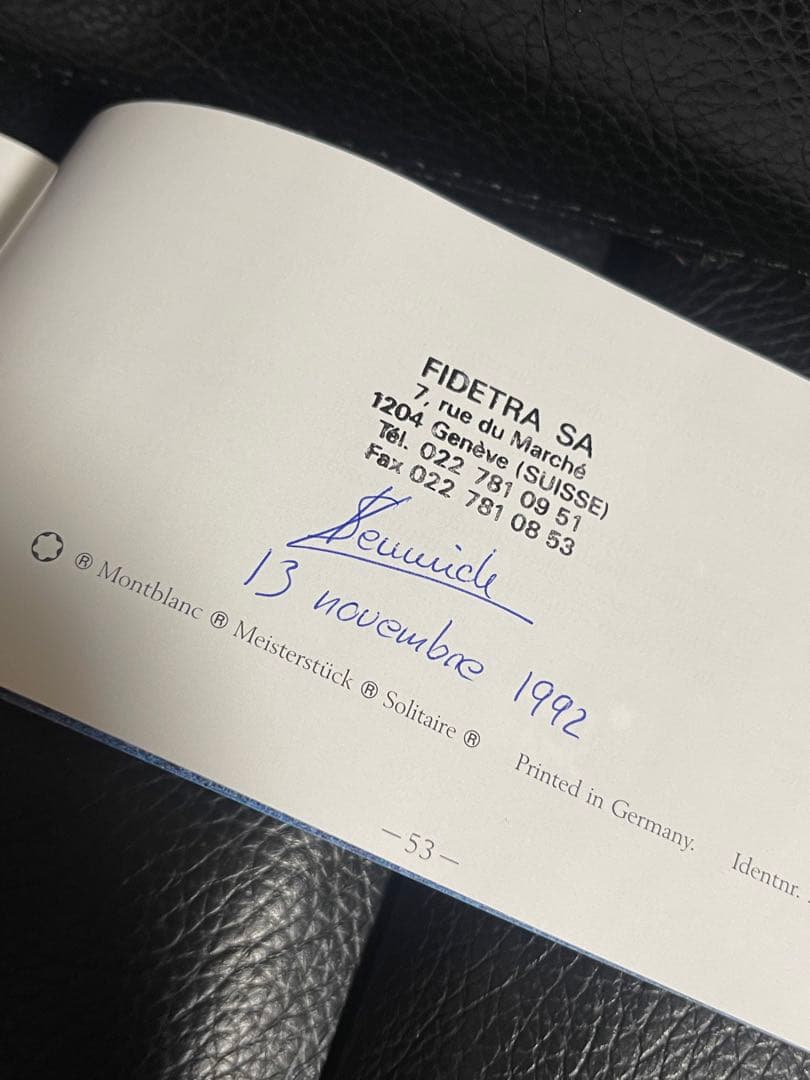 FIDETRA SA
7, rue du Marché
1204 Genève (SUISSE)
Tél. 022 781 09 51
Fax 022 781 08 53
13 novembre 1992
® Montblanc ® Meisterstück ® Solitaire ® Printed in Germany. Identnr.
—53—